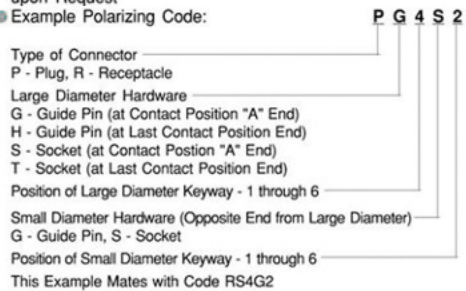 upon Request
Example Polarizing Code: P G 4 S 2
Type of Connector
P - Plug, R - Receptacle
Large Diameter Hardware
G - Guide Pin (at Contact Position "A" End)
H - Guide Pin (at Last Contact Position End)
S - Socket (at Contact Postion "A" End)
T - Socket (at Last Contact Position End)
Position of Large Diameter Keyway - 1 through 6
Small Diameter Hardware (Opposite End from Large Diameter)
G - Guide Pin, S - Socket
Position of Small Diameter Keyway - 1 through 6
This Example Mates with Code RS4G2